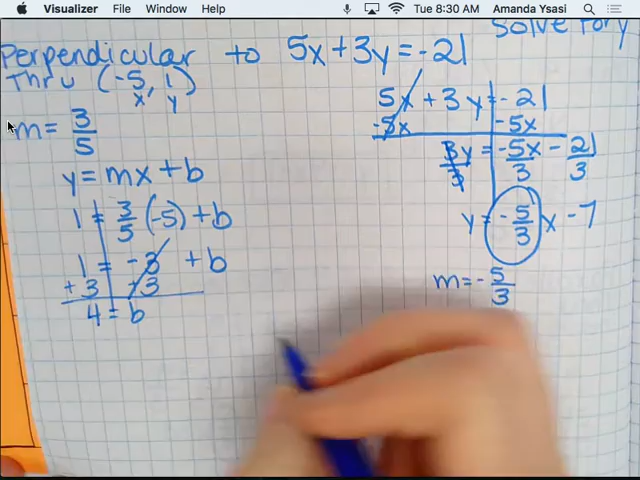 Visualizer File Window Help Tue 8:30 AM Amanda Ysasi
Solve for y
Perpendicular to 5x+3y=-21
Thru (-5, 1)
x y
m= 3/5
y=mx+b
1 = 3/5 (-5)+b
1 = -3 +b
+3 +3
4 = b
5x +3y=-21
-5x -5x
3y/3 = -5x/3 - 21/3
y = -5/3 x -7
m=-5/3